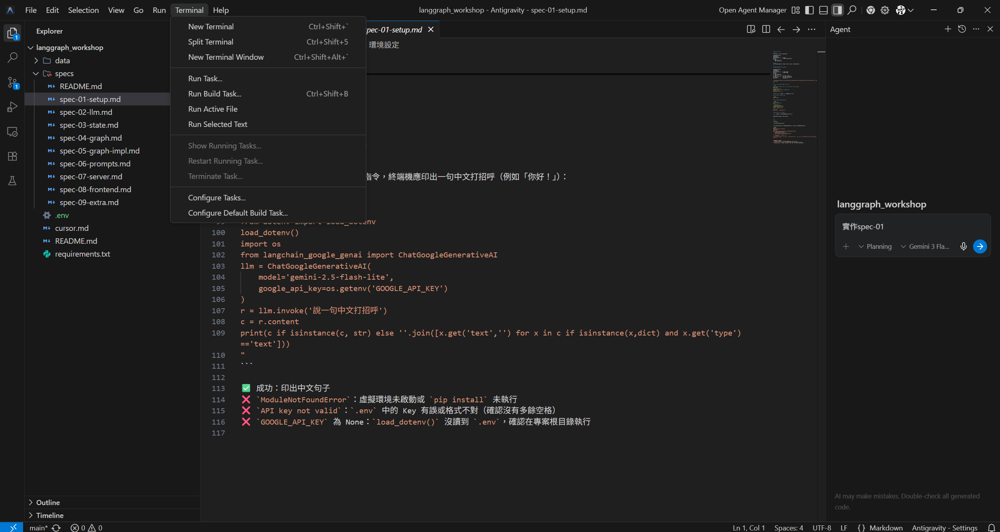 File Edit Selection View Go Run Terminal Help
langgraph_workshop - Antigravity - spec-01-setup.md
Open Agent Manager
Explorer
langgraph_workshop
data
specs
README.md
spec-01-setup.md
spec-02-llm.md
spec-03-state.md
spec-04-graph.md
spec-05-graph-impl.md
spec-06-prompts.md
spec-07-server.md
spec-08-frontend.md
spec-09-extra.md
.env
cursor.md
README.md
requirements.txt
Outline
Timeline
New Terminal Ctrl+Shift+`
Split Terminal Ctrl+Shift+5
New Terminal Window Ctrl+Shift+Alt+`
Run Task...
Run Build Task... Ctrl+Shift+B
Run Active File
Run Selected Text
Show Running Tasks...
Restart Running Task...
Terminate Task...
Configure Tasks...
Configure Default Build Task...
pec-01-setup.md
環境設定
指令，終端機應印出一句中文打招呼（例如「你好！」）：
99 from dotenv import load_dotenv
100 load_dotenv()
101 import os
102 from langchain_google_genai import ChatGoogleGenerativeAI
103 llm = ChatGoogleGenerativeAI(
104 model='gemini-2.5-flash-lite',
105 google_api_key=os.getenv('GOOGLE_API_KEY')
106 )
107 r = llm.invoke('說一句中文打招呼')
108 c = r.content
109 print(c if isinstance(c, str) else ''.join([x.get('text','') for x in c if isinstance(x,dict) and x.get('type')
=='text']))
110 "
111 ```
112
113 ✅ 成功：印出中文句子
114 ❌ `ModuleNotFoundError`：虛擬環境未啟動或 `pip install` 未執行
115 ❌ `API key not valid`：`.env` 中的 Key 有誤或格式不對（確認沒有多餘空格）
116 ❌ `GOOGLE_API_KEY` 為 None：`load_dotenv()` 沒讀到 `.env`，確認在專案根目錄執行
117
Agent
langgraph_workshop
實作spec-01
Planning Gemini 3 Fla...
AI may make mistakes. Double-check all generated
code.
main* 0 0
Ln 1, Col 1 Spaces: 4 UTF-8 LF {} Markdown Antigravity - Settings